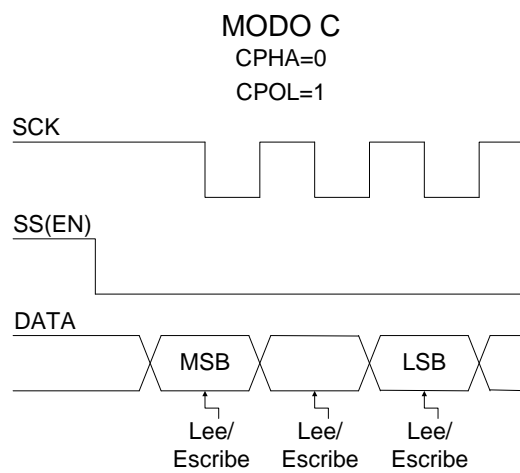 MODO C
CPHA=0
CPOL=1
SCK
SS(EN)
DATA
MSB
LSB
Lee/
Escribe
Lee/
Escribe
Lee/
Escribe